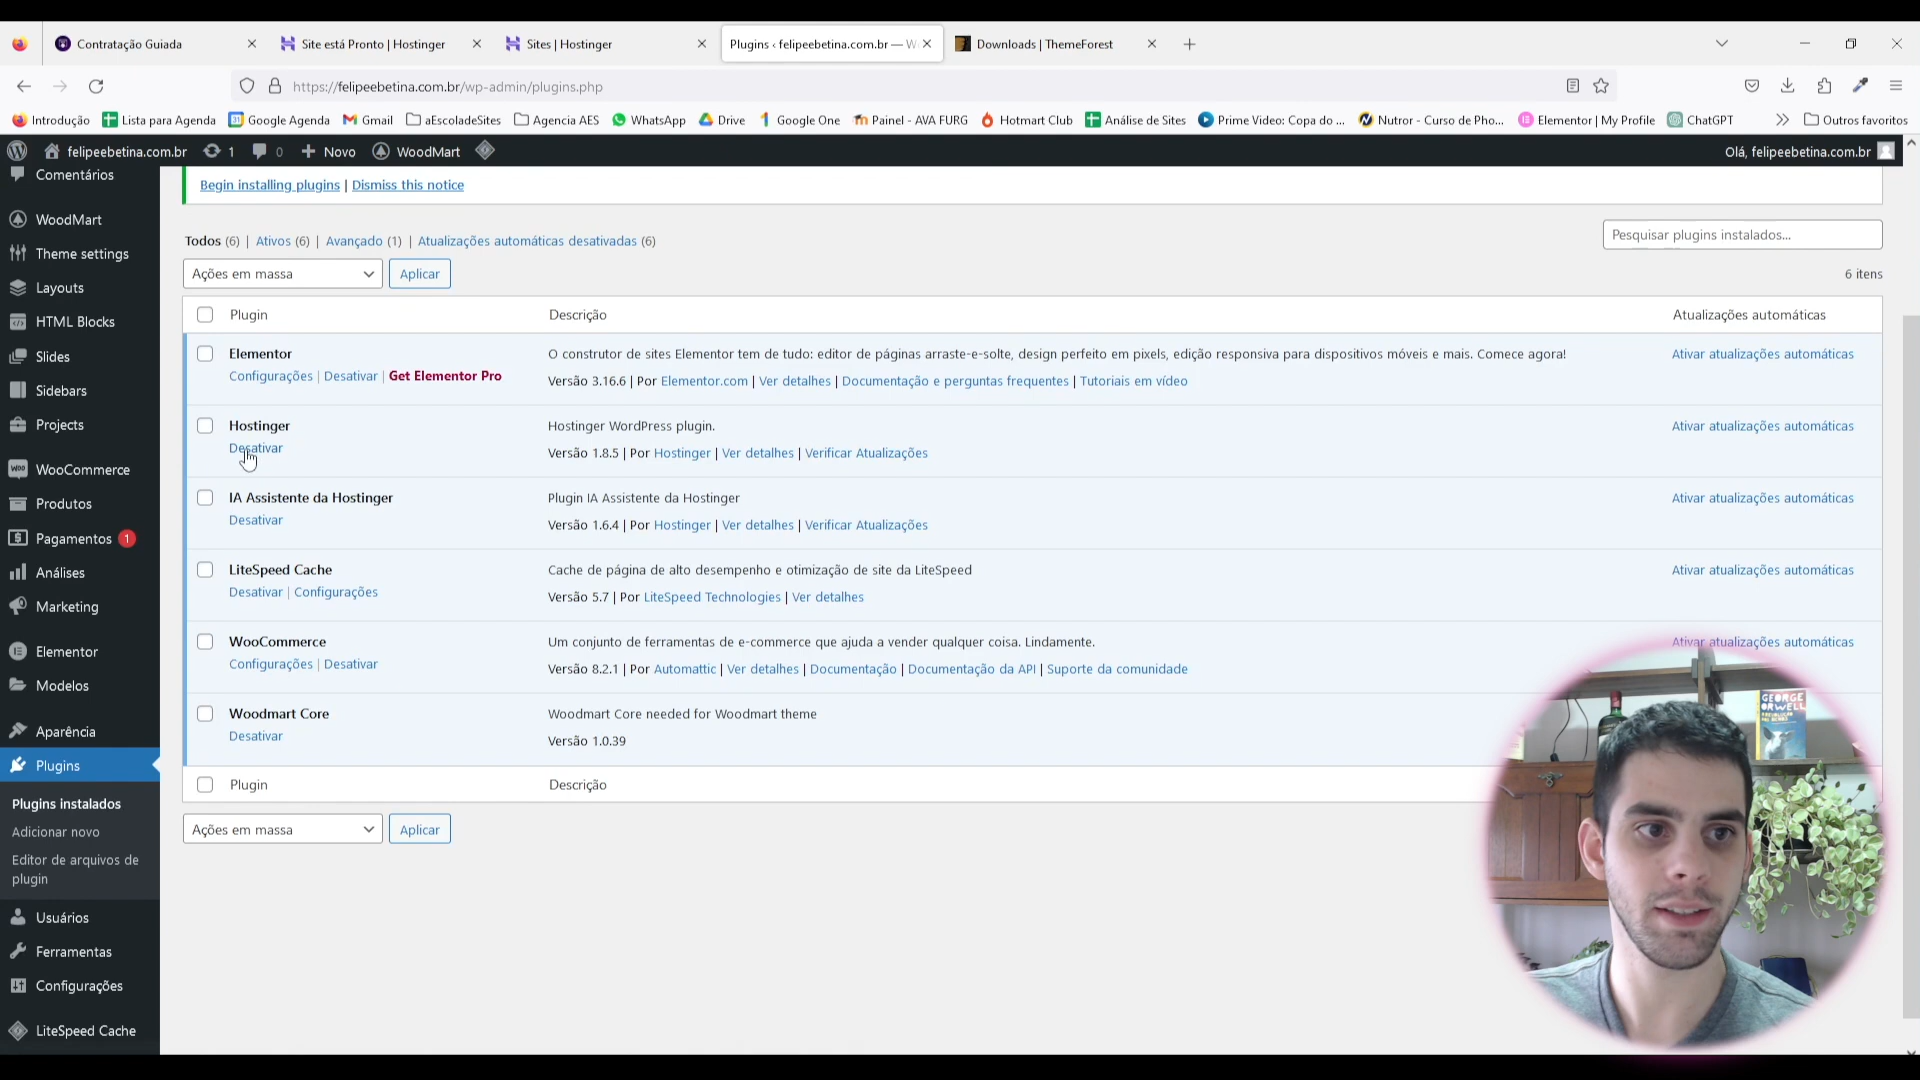 Contratação Guiada
Site está Pronto | Hostinger
Sites | Hostinger
Plugins ‹ felipeebetina.com.br — W
Downloads | ThemeForest
https://felipeebetina.com.br/wp-admin/plugins.php
Introdução
Lista para Agenda
Google Agenda
Gmail
aEscoladeSites
Agencia AES
WhatsApp
Drive
Google One
Painel - AVA FURG
Hotmart Club
Análise de Sites
Prime Video: Copa do ...
Nutror - Curso de Pho...
Elementor | My Profile
ChatGPT
Outros favoritos
felipeebetina.com.br
1
0
Novo
WoodMart
Olá, felipeebetina.com.br
Comentários
WoodMart
Theme settings
Layouts
HTML Blocks
Slides
Sidebars
Projects
WooCommerce
Produtos
Pagamentos 1
Análises
Marketing
Elementor
Modelos
Aparência
Plugins
Plugins instalados
Adicionar novo
Editor de arquivos de
plugin
Usuários
Ferramentas
Configurações
LiteSpeed Cache
Begin installing plugins | Dismiss this notice
Todos (6) | Ativos (6) | Avançado (1) | Atualizações automáticas desativadas (6)
Pesquisar plugins instalados...
Ações em massa
Aplicar
6 itens
Plugin
Descrição
Atualizações automáticas
Elementor
Configurações | Desativar | Get Elementor Pro
O construtor de sites Elementor tem de tudo: editor de páginas arraste-e-solte, design perfeito em pixels, edição responsiva para dispositivos móveis e mais. Comece agora!
Versão 3.16.6 | Por Elementor.com | Ver detalhes | Documentação e perguntas frequentes | Tutoriais em vídeo
Ativar atualizações automáticas
Hostinger
Desativar
Hostinger WordPress plugin.
Versão 1.8.5 | Por Hostinger | Ver detalhes | Verificar Atualizações
Ativar atualizações automáticas
IA Assistente da Hostinger
Desativar
Plugin IA Assistente da Hostinger
Versão 1.6.4 | Por Hostinger | Ver detalhes | Verificar Atualizações
Ativar atualizações automáticas
LiteSpeed Cache
Desativar | Configurações
Cache de página de alto desempenho e otimização de site da LiteSpeed
Versão 5.7 | Por LiteSpeed Technologies | Ver detalhes
Ativar atualizações automáticas
WooCommerce
Configurações | Desativar
Um conjunto de ferramentas de e-commerce que ajuda a vender qualquer coisa. Lindamente.
Versão 8.2.1 | Por Automattic | Ver detalhes | Documentação | Documentação da API | Suporte da comunidade
Ativar atualizações automáticas
Woodmart Core
Desativar
Woodmart Core needed for Woodmart theme
Versão 1.0.39
Plugin
Descrição
Ações em massa
Aplicar
GEORGE
ORWELL